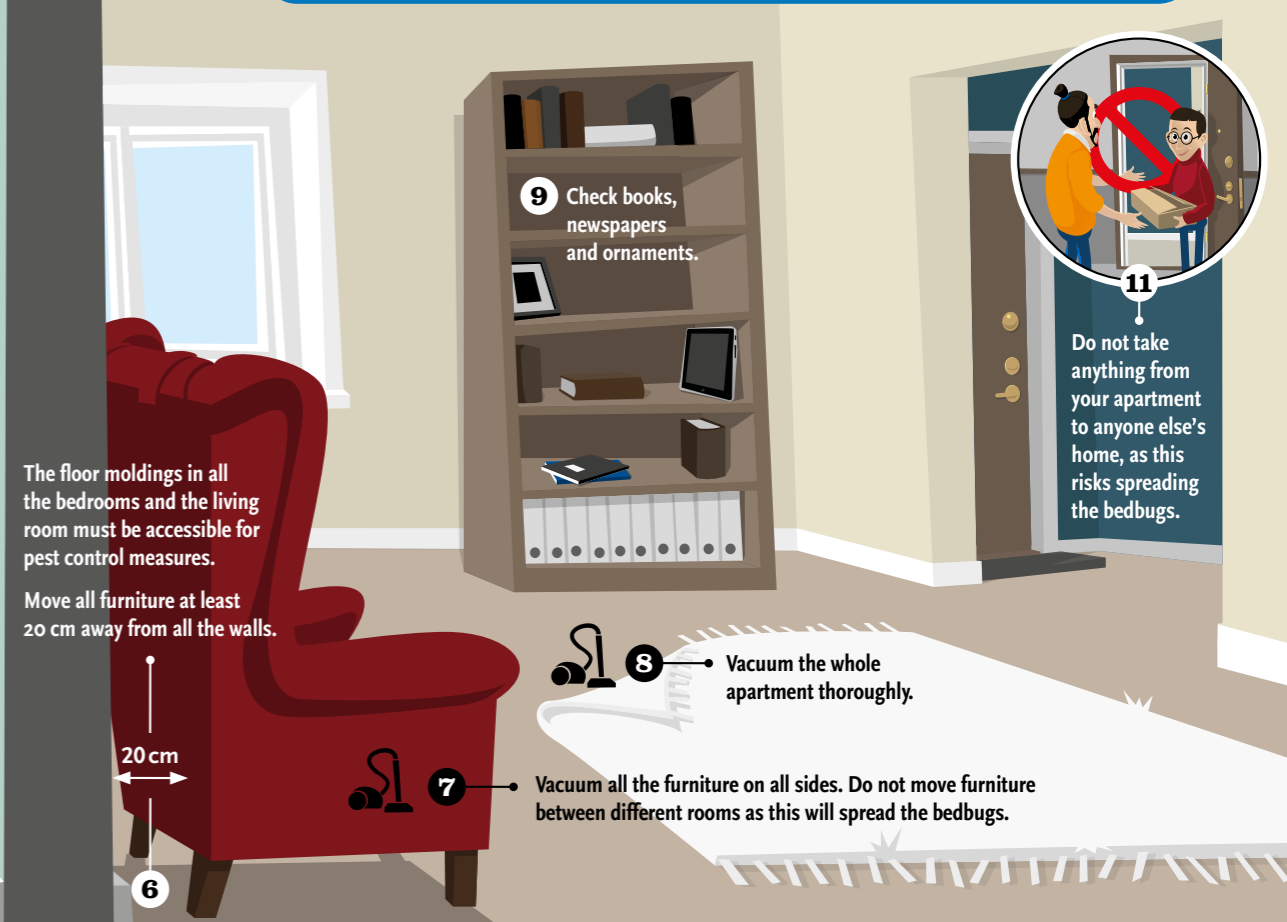 The floor moldings in all
the bedrooms and the living
room must be accessible for
pest control measures.
Move all furniture at least
20 cm away from all the walls.
20 cm
6
7
Vacuum all the furniture on all sides. Do not move furniture
between different rooms as this will spread the bedbugs.
8
Vacuum the whole
apartment thoroughly.
9
Check books,
newspapers
and ornaments.
11
Do not take
anything from
your apartment
to anyone else's
home, as this
risks spreading
the bedbugs.